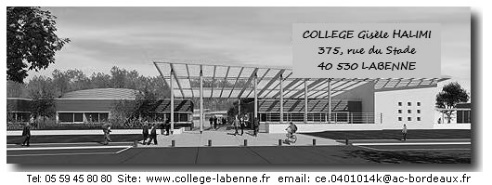 COLLEGE Gisèle HALIMI
375, rue du Stade
40 530 LABENNE
Tel: 05 59 45 80 80 Site: www.college-labenne.fr email: ce.0401014k@ac-bordeaux.fr